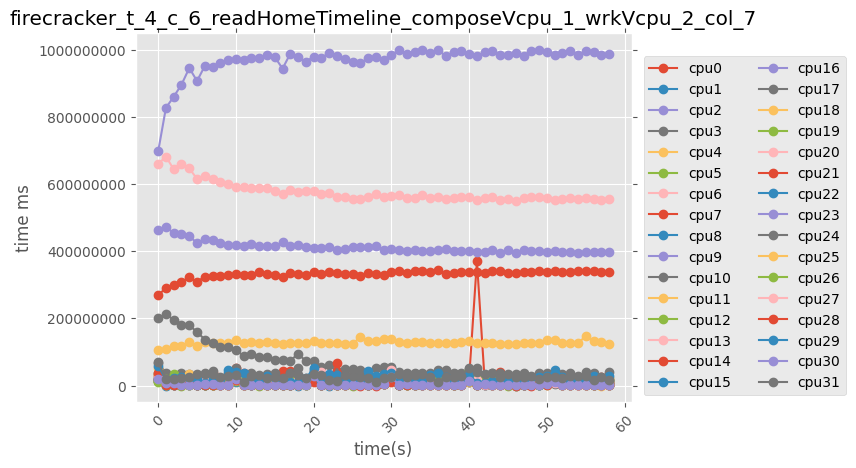 firecracker_t_4_c_6_readHomeTimeline_composeVcpu_1_wrkVcpu_2_col_7
1000000000
800000000
600000000
400000000
200000000
0
time ms
0
10
20
30
40
50
60
time(s)
cpu0
cpu1
cpu2
cpu3
cpu4
cpu5
cpu6
cpu7
cpu8
cpu9
cpu10
cpu11
cpu12
cpu13
cpu14
cpu15
cpu16
cpu17
cpu18
cpu19
cpu20
cpu21
cpu22
cpu23
cpu24
cpu25
cpu26
cpu27
cpu28
cpu29
cpu30
cpu31